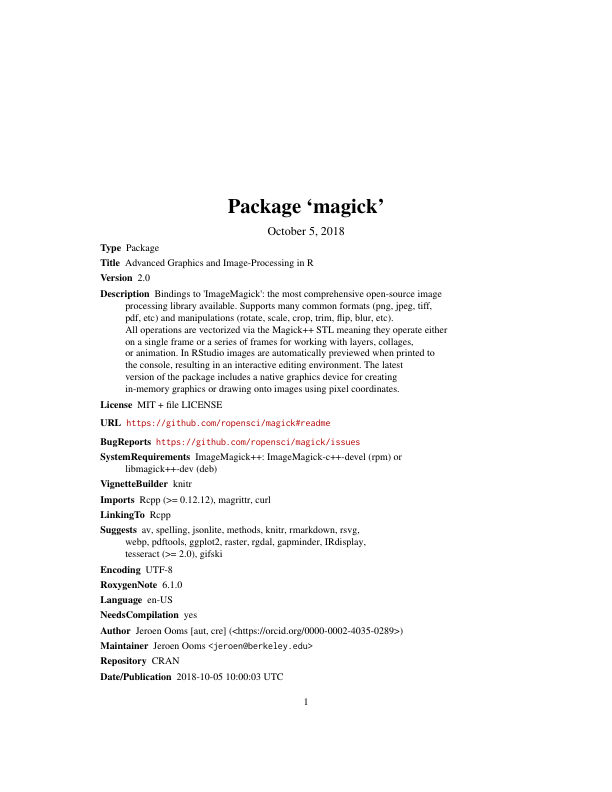 Package ‘magick’
October 5, 2018
Type Package
Title Advanced Graphics and Image-Processing in R
Version 2.0
Description Bindings to 'ImageMagick': the most comprehensive open-source image
processing library available. Supports many common formats (png, jpeg, tiff,
pdf, etc) and manipulations (rotate, scale, crop, trim, flip, blur, etc).
All operations are vectorized via the Magick++ STL meaning they operate either
on a single frame or a series of frames for working with layers, collages,
or animation. In RStudio images are automatically previewed when printed to
the console, resulting in an interactive editing environment. The latest
version of the package includes a native graphics device for creating
in-memory graphics or drawing onto images using pixel coordinates.
License MIT + file LICENSE
URL https://github.com/ropensci/magick#readme
BugReports https://github.com/ropensci/magick/issues
SystemRequirements ImageMagick++: ImageMagick-c++-devel (rpm) or
libmagick++-dev (deb)
VignetteBuilder knitr
Imports Rcpp (>= 0.12.12), magrittr, curl
LinkingTo Rcpp
Suggests av, spelling, jsonlite, methods, knitr, rmarkdown, rsvg,
webp, pdftools, ggplot2, raster, rgdal, gapminder, IRdisplay,
tesseract (>= 2.0), gifski
Encoding UTF-8
RoxygenNote 6.1.0
Language en-US
NeedsCompilation yes
Author Jeroen Ooms [aut, cre] (<https://orcid.org/0000-0002-4035-0289>)
Maintainer Jeroen Ooms <jeroen@berkeley.edu>
Repository CRAN
Date/Publication 2018-10-05 10:00:03 UTC
1